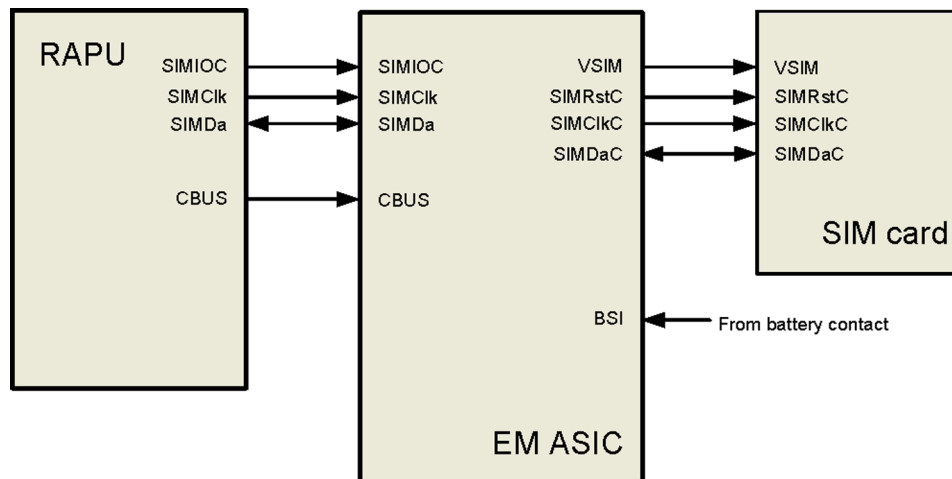 RAPU
SIMIOC
SIMClk
SIMDa
CBUS
SIMIOC
SIMClk
SIMDa
CBUS
VSIM
SIMRstC
SIMClkC
SIMDaC
BSI
EM ASIC
VSIM
SIMRstC
SIMClkC
SIMDaC
SIM card
From battery contact